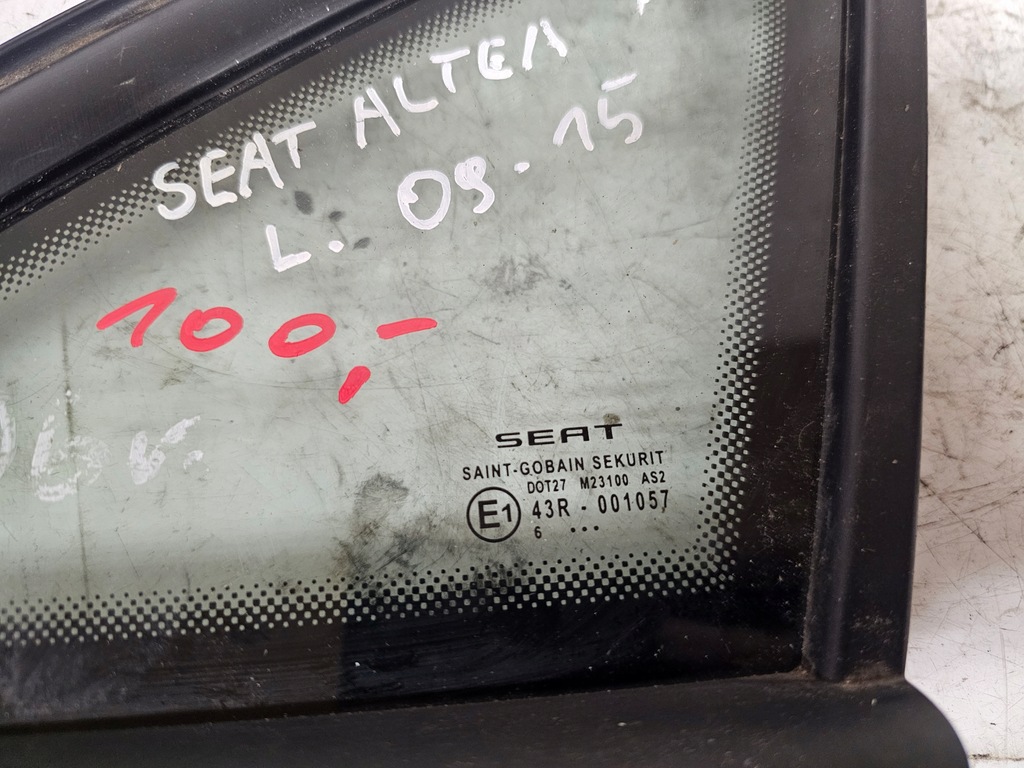 SEAT ALTEA
L. 09-15
100,-
SEAT
SAINT-GOBAIN SEKURIT
DOT27 M23100 AS2
E1 43R - 001057
6 ...